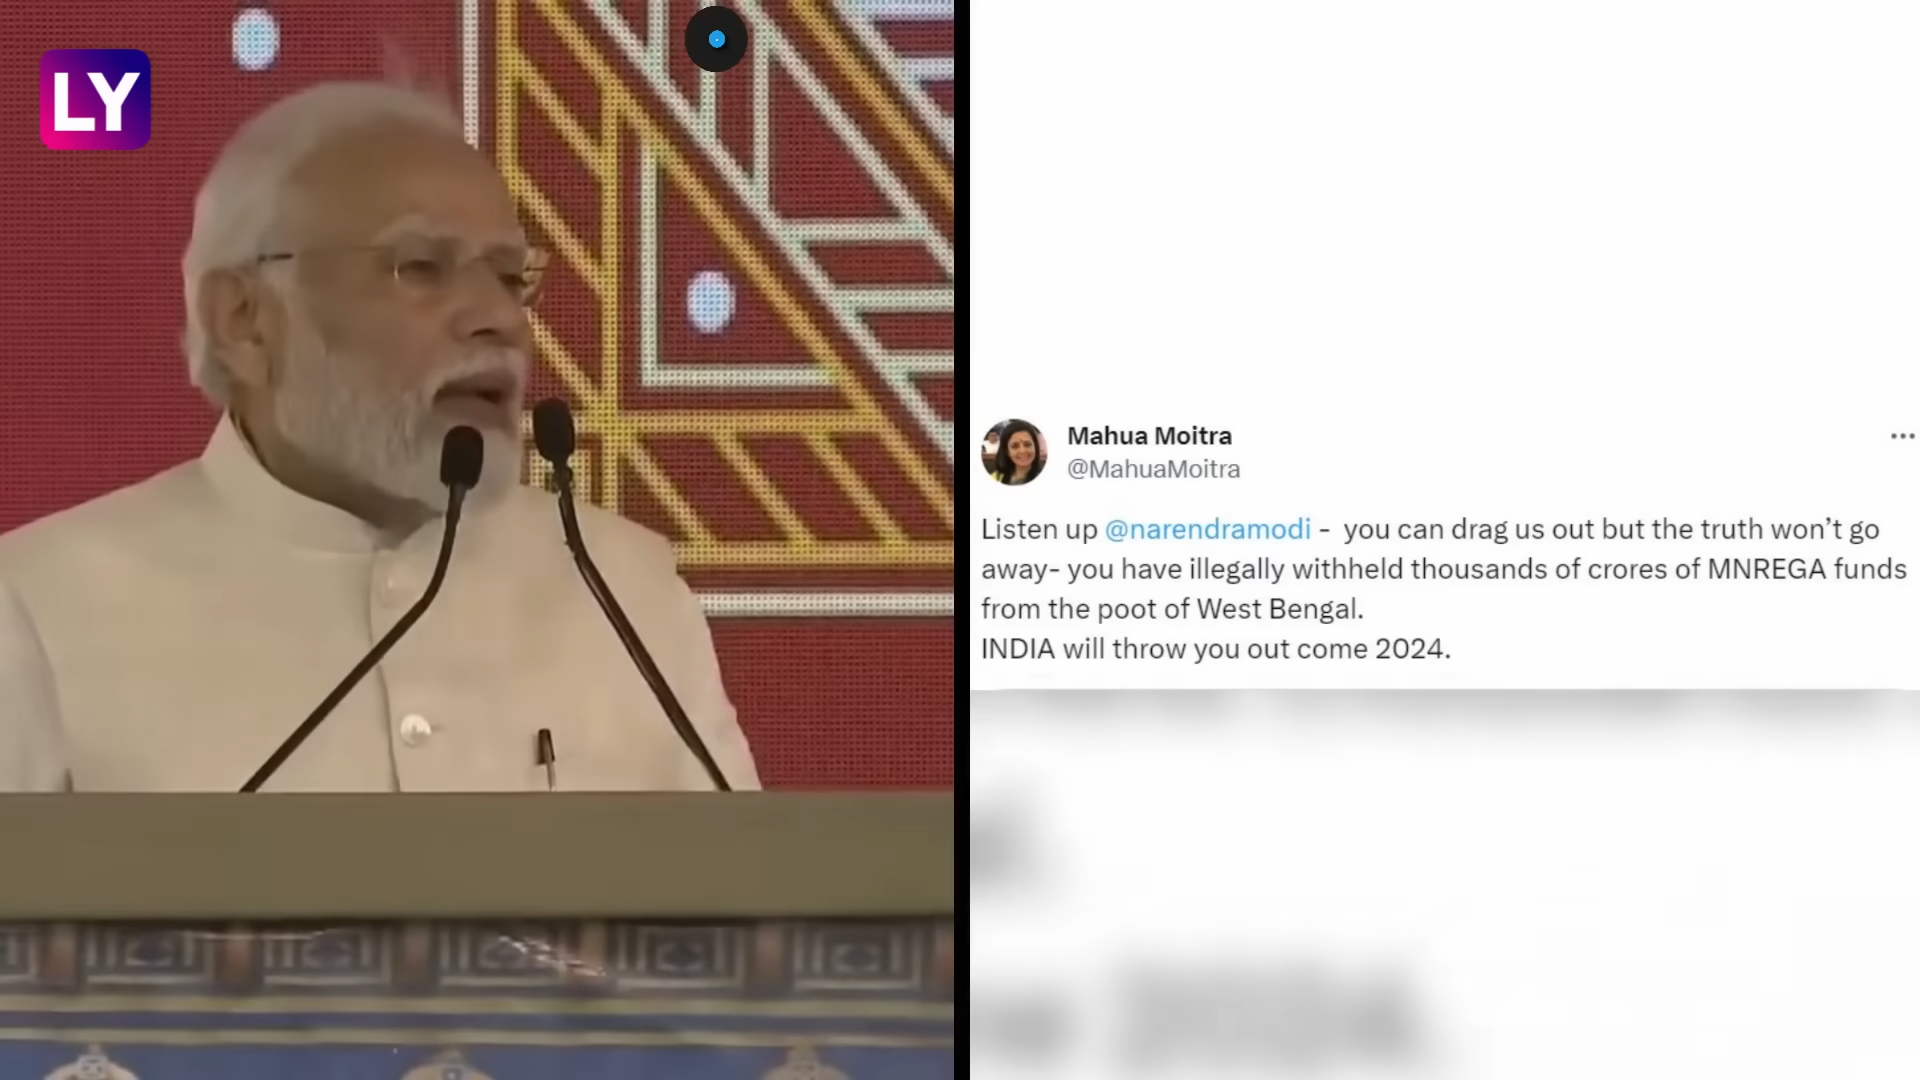 LY
Mahua Moitra
@MahuaMoitra
Listen up @narendramodi - you can drag us out but the truth won't go
away- you have illegally withheld thousands of crores of MNREGA funds
from the poot of West Bengal.
INDIA will throw you out come 2024.